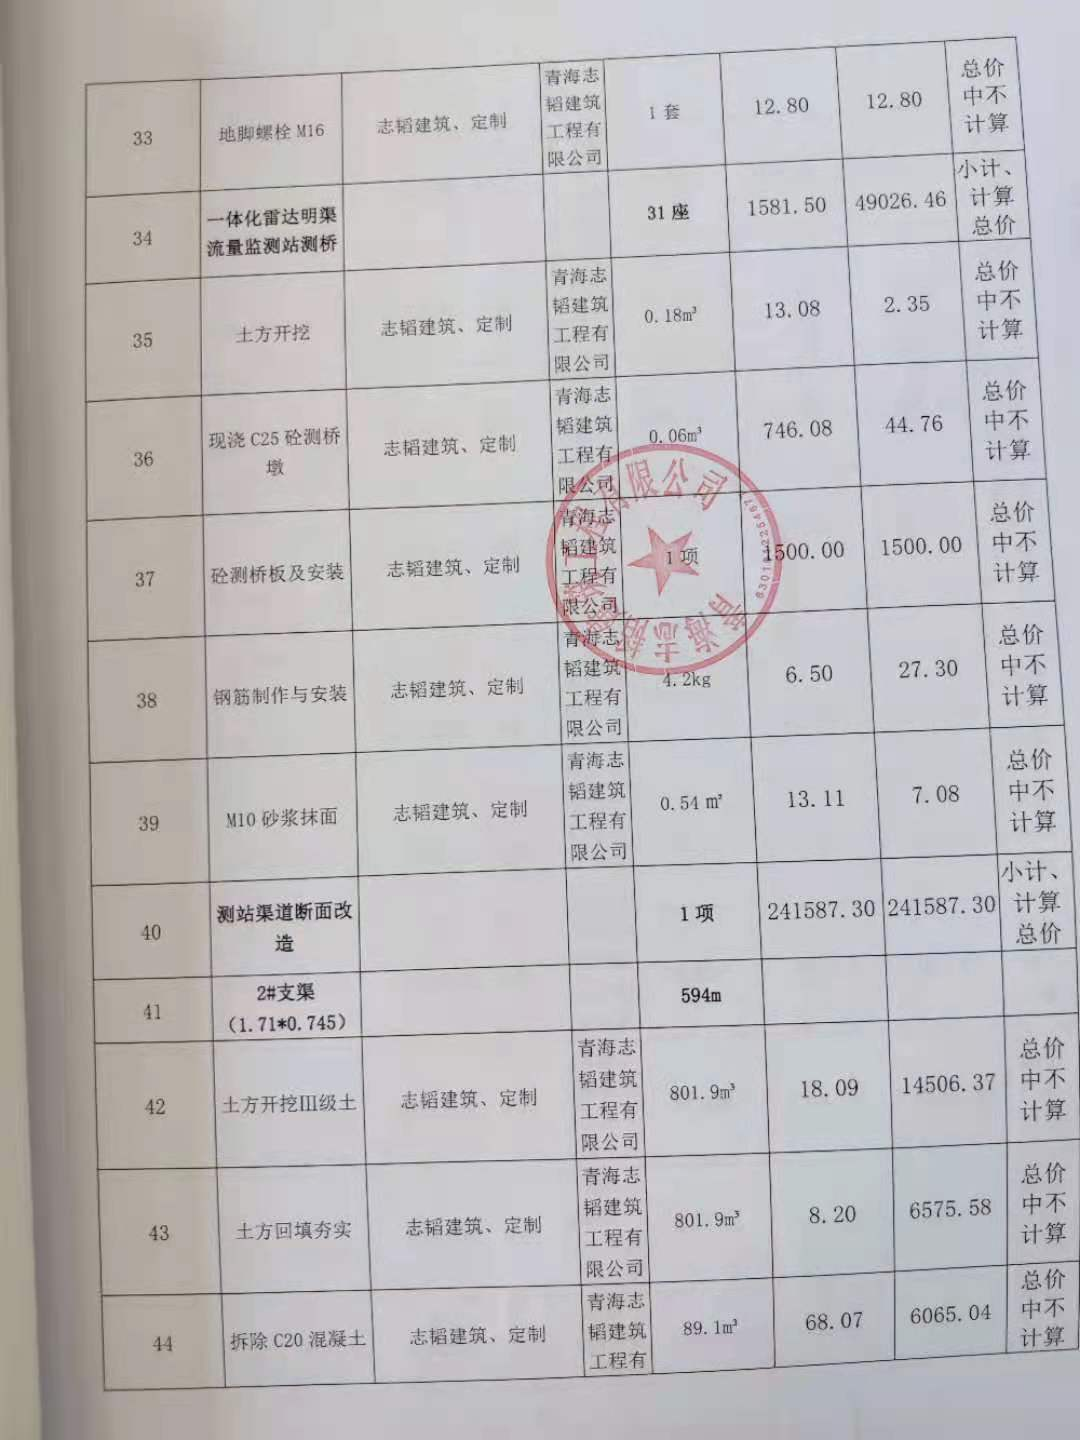 33
地脚螺栓 M16
志韬建筑、定制
青海志
韬建筑
工程有
限公司
1 套
12.80
12.80
总价
中不
计算
34
一体化雷达明渠
流量监测站测桥
31 座
1581.50
49026.46
小计、
计算
总价
35
土方开挖
志韬建筑、定制
青海志
韬建筑
工程有
限公司
0.18m³
13.08
2.35
总价
中不
计算
36
现浇 C25 砼测桥
墩
志韬建筑、定制
青海志
韬建筑
工程有
限公司
0.06m³
746.08
44.76
总价
中不
计算
37
砼测桥板及安装
志韬建筑、定制
青海志
韬建筑
工程有
限公司
1 项
1500.00
1500.00
总价
中不
计算
青海志韬建筑工程有限公司
38
钢筋制作与安装
志韬建筑、定制
青海志
韬建筑
工程有
限公司
4.2kg
6.50
27.30
总价
中不
计算
39
M10 砂浆抹面
志韬建筑、定制
青海志
韬建筑
工程有
限公司
0.54 m³
13.11
7.08
总价
中不
计算
40
测站渠道断面改
造
1 项
241587.30
241587.30
小计、
计算
总价
41
2#支渠
（1.71*0.745）
594m
42
土方开挖Ⅲ级土
志韬建筑、定制
青海志
韬建筑
工程有
限公司
801.9m³
18.09
14506.37
总价
中不
计算
43
土方回填夯实
志韬建筑、定制
青海志
韬建筑
工程有
限公司
801.9m³
8.20
6575.58
总价
中不
计算
44
拆除 C20 混凝土
志韬建筑、定制
青海志
韬建筑
工程有
89.1m³
68.07
6065.04
总价
中不
计算